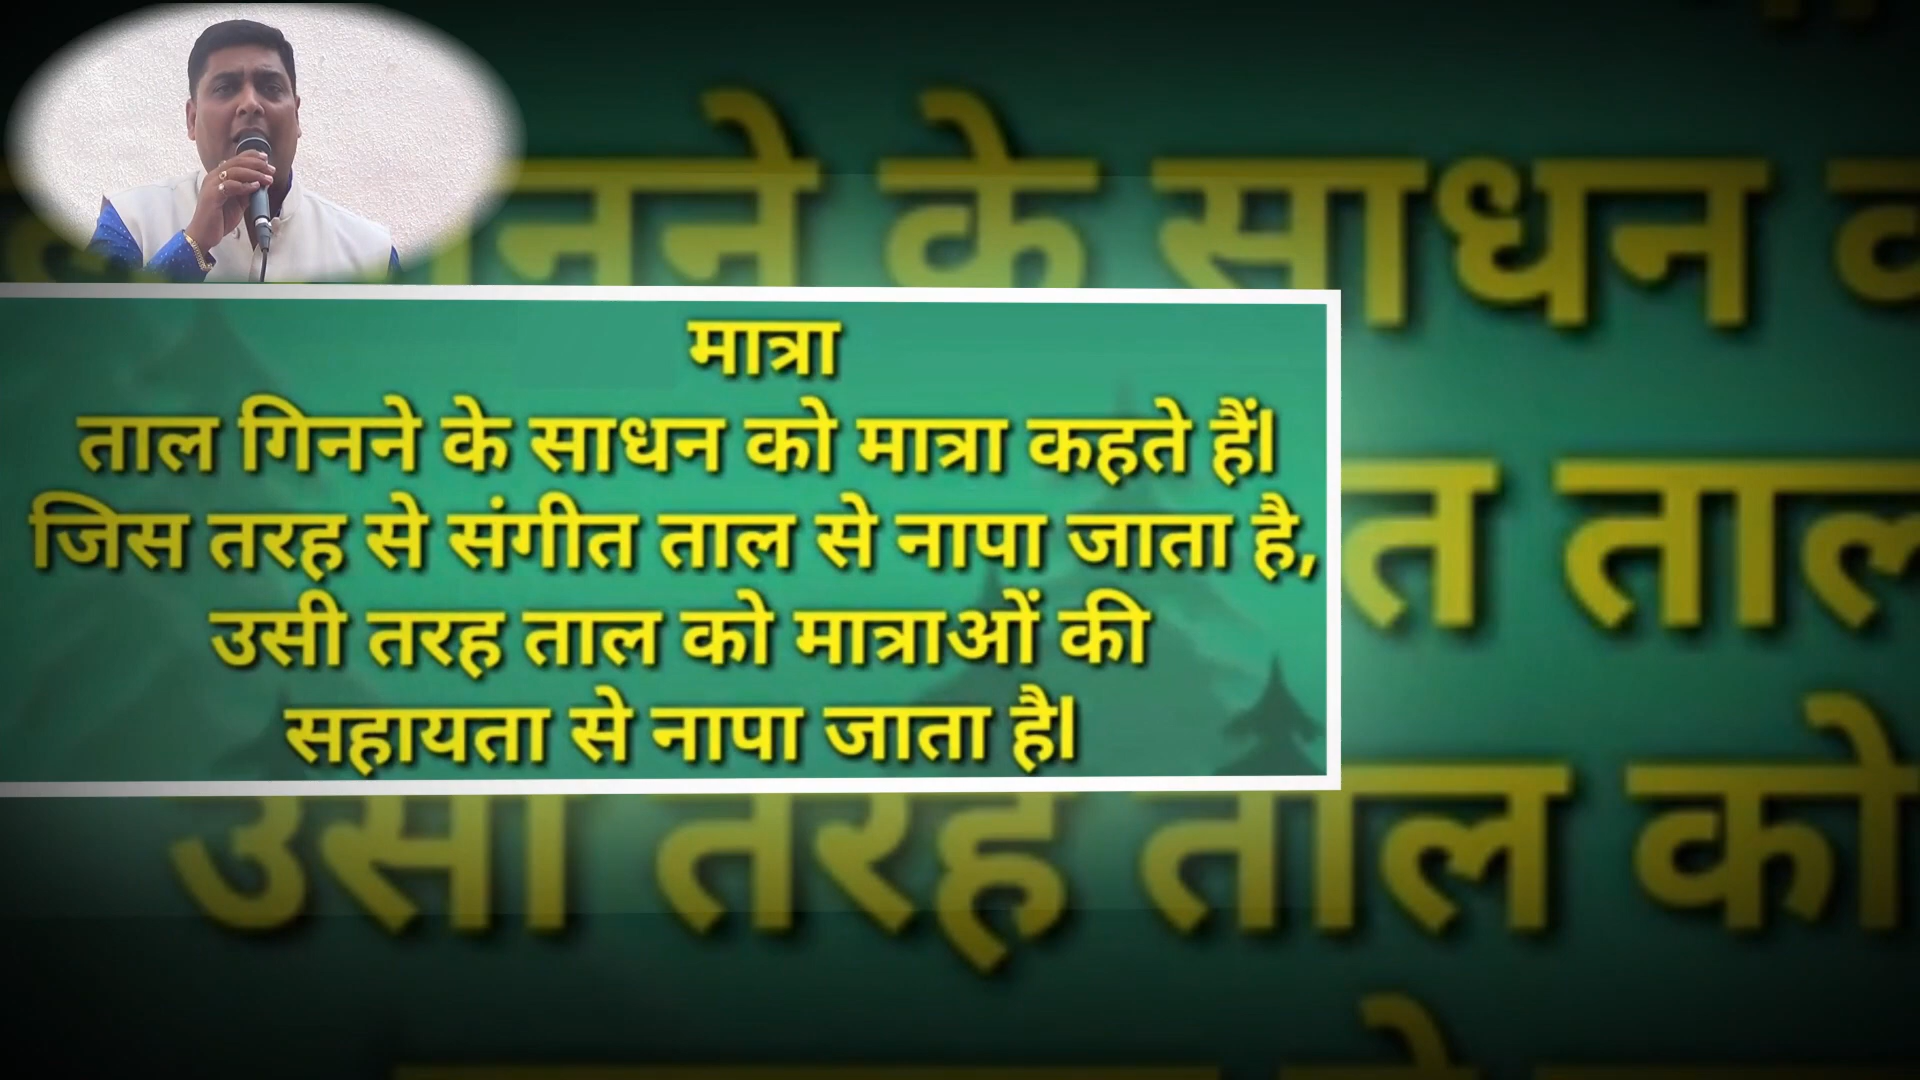 मात्रा
ताल गिनने के साधन को मात्रा कहते हैं।
जिस तरह से संगीत ताल से नापा जाता है,
उसी तरह ताल को मात्राओं की
सहायता से नापा जाता है।